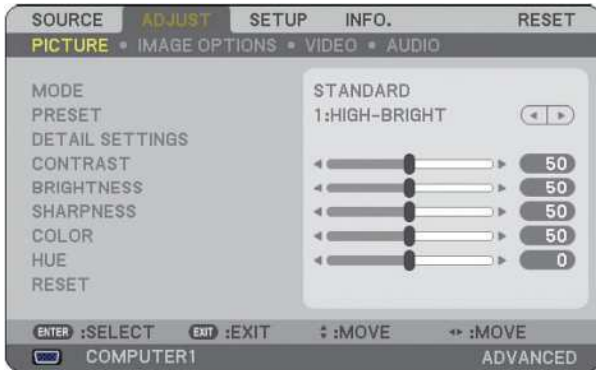 SOURCE ADJUST SETUP INFO. RESET
PICTURE • IMAGE OPTIONS • VIDEO • AUDIO
MODE STANDARD
PRESET 1:HIGH-BRIGHT
DETAIL SETTINGS
CONTRAST 50
BRIGHTNESS 50
SHARPNESS 50
COLOR 50
HUE 0
RESET
ENTER :SELECT EXIT :EXIT :MOVE :MOVE
COMPUTER1 ADVANCED